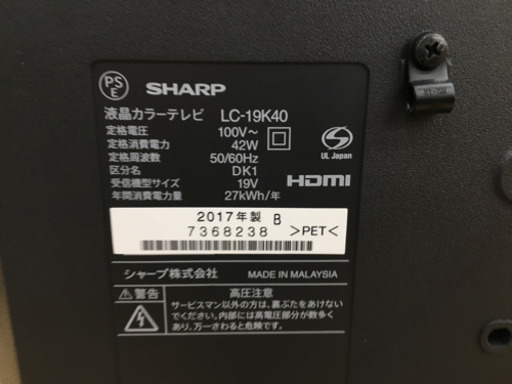 PS
E
SHARP
液晶カラーテレビ LC-19K40
定格電圧 100V~
定格消費電力 42W
定格周波数 50/60Hz
区分名 DK1
受信機型サイズ 19V
年間消費電力量 27kWh/年
UL Japan
HDMI
2017年製 B
7368238
>PET<
シャープ株式会社 MADE IN MALAYSIA
⚠警告 高圧注意
サービスマン以外の方は、裏ぶたをあけない
でください。内部には高電圧部分が数多く
あり、万一さわると危険です。